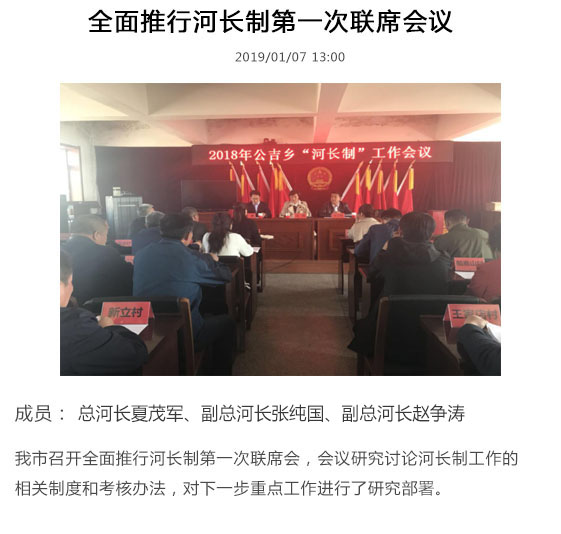 全面推行河长制第一次联席会议
2019/01/07 13:00
2018年公吉乡“河长制”工作会议
新立村
成员： 总河长夏茂军、副总河长张纯国、副总河长赵争涛
我市召开全面推行河长制第一次联席会，会议研究讨论河长制工作的
相关制度和考核办法，对下一步重点工作进行了研究部署。